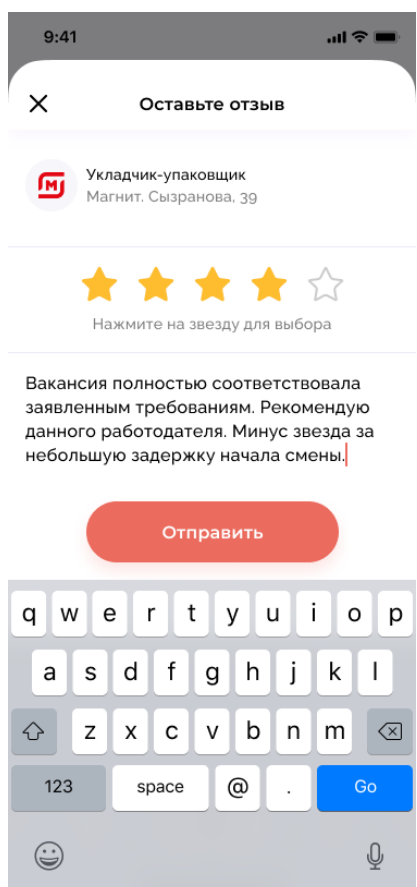 9:41
Оставьте отзыв
Укладчик-упаковщик
Магнит. Сызранова, 39
Нажмите на звезду для выбора
Вакансия полностью соответствовала
заявленным требованиям. Рекомендую
данного работодателя. Минус звезда за
небольшую задержку начала смены.
Отправить
q w e r t y u i o p
a s d f g h j k l
z x c v b n m
123 space @ . Go